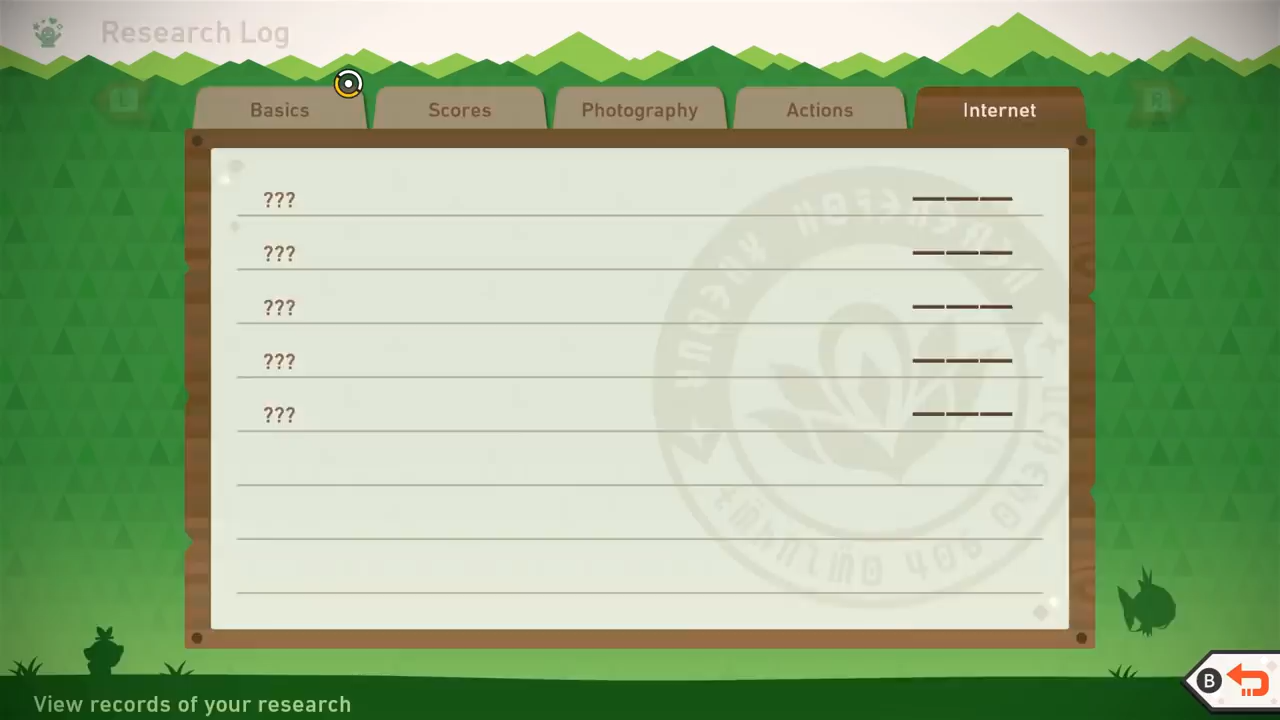 Research Log
L
Basics
Scores
Photography
Actions
Internet
R
???
———
???
———
???
———
???
———
???
———
View records of your research
B